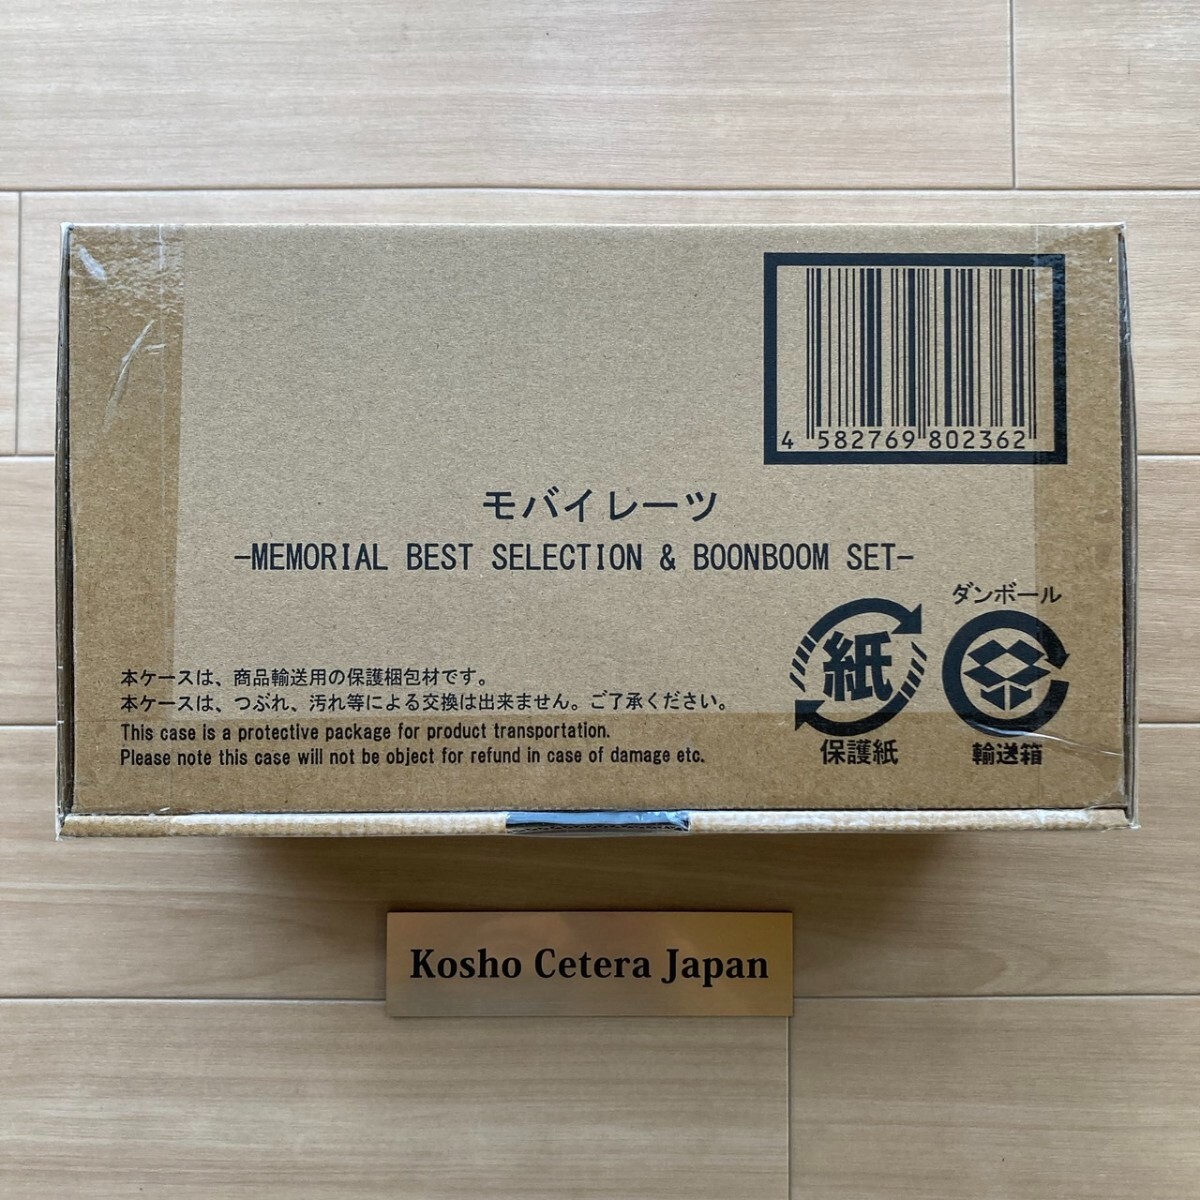 4 582769 802362
モバイレーツ
-MEMORIAL BEST SELECTION & BOONBOOM SET-
本ケースは、商品輸送用の保護梱包材です。
本ケースは、つぶれ、汚れ等による交換は出来ません。ご了承ください。
This case is a protective package for product transportation.
Please note this case will not be object for refund in case of damage etc.
紙
保護紙
ダンボール
輸送箱
Kosho Cetera Japan